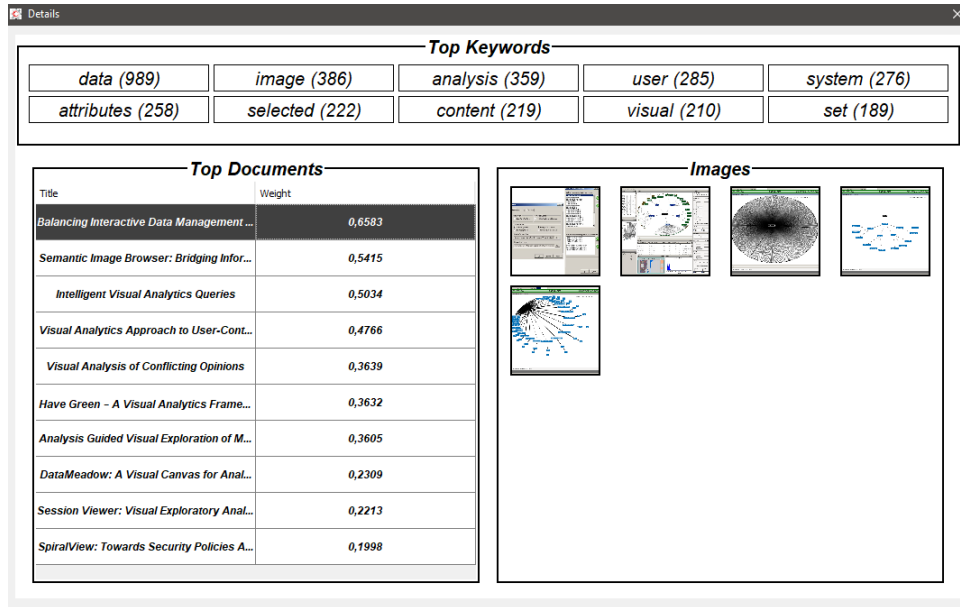 Details
Top Keywords
data (989) image (386) analysis (359) user (285) system (276)
attributes (258) selected (222) content (219) visual (210) set (189)
Top Documents
Title Weight
Balancing Interactive Data Management ... 0,6583
Semantic Image Browser: Bridging Infor... 0,5415
Intelligent Visual Analytics Queries 0,5034
Visual Analytics Approach to User-Cont... 0,4766
Visual Analysis of Conflicting Opinions 0,3639
Have Green – A Visual Analytics Frame... 0,3632
Analysis Guided Visual Exploration of M... 0,3605
DataMeadow: A Visual Canvas for Anal... 0,2309
Session Viewer: Visual Exploratory Anal... 0,2213
SpiralView: Towards Security Policies A... 0,1998
Images